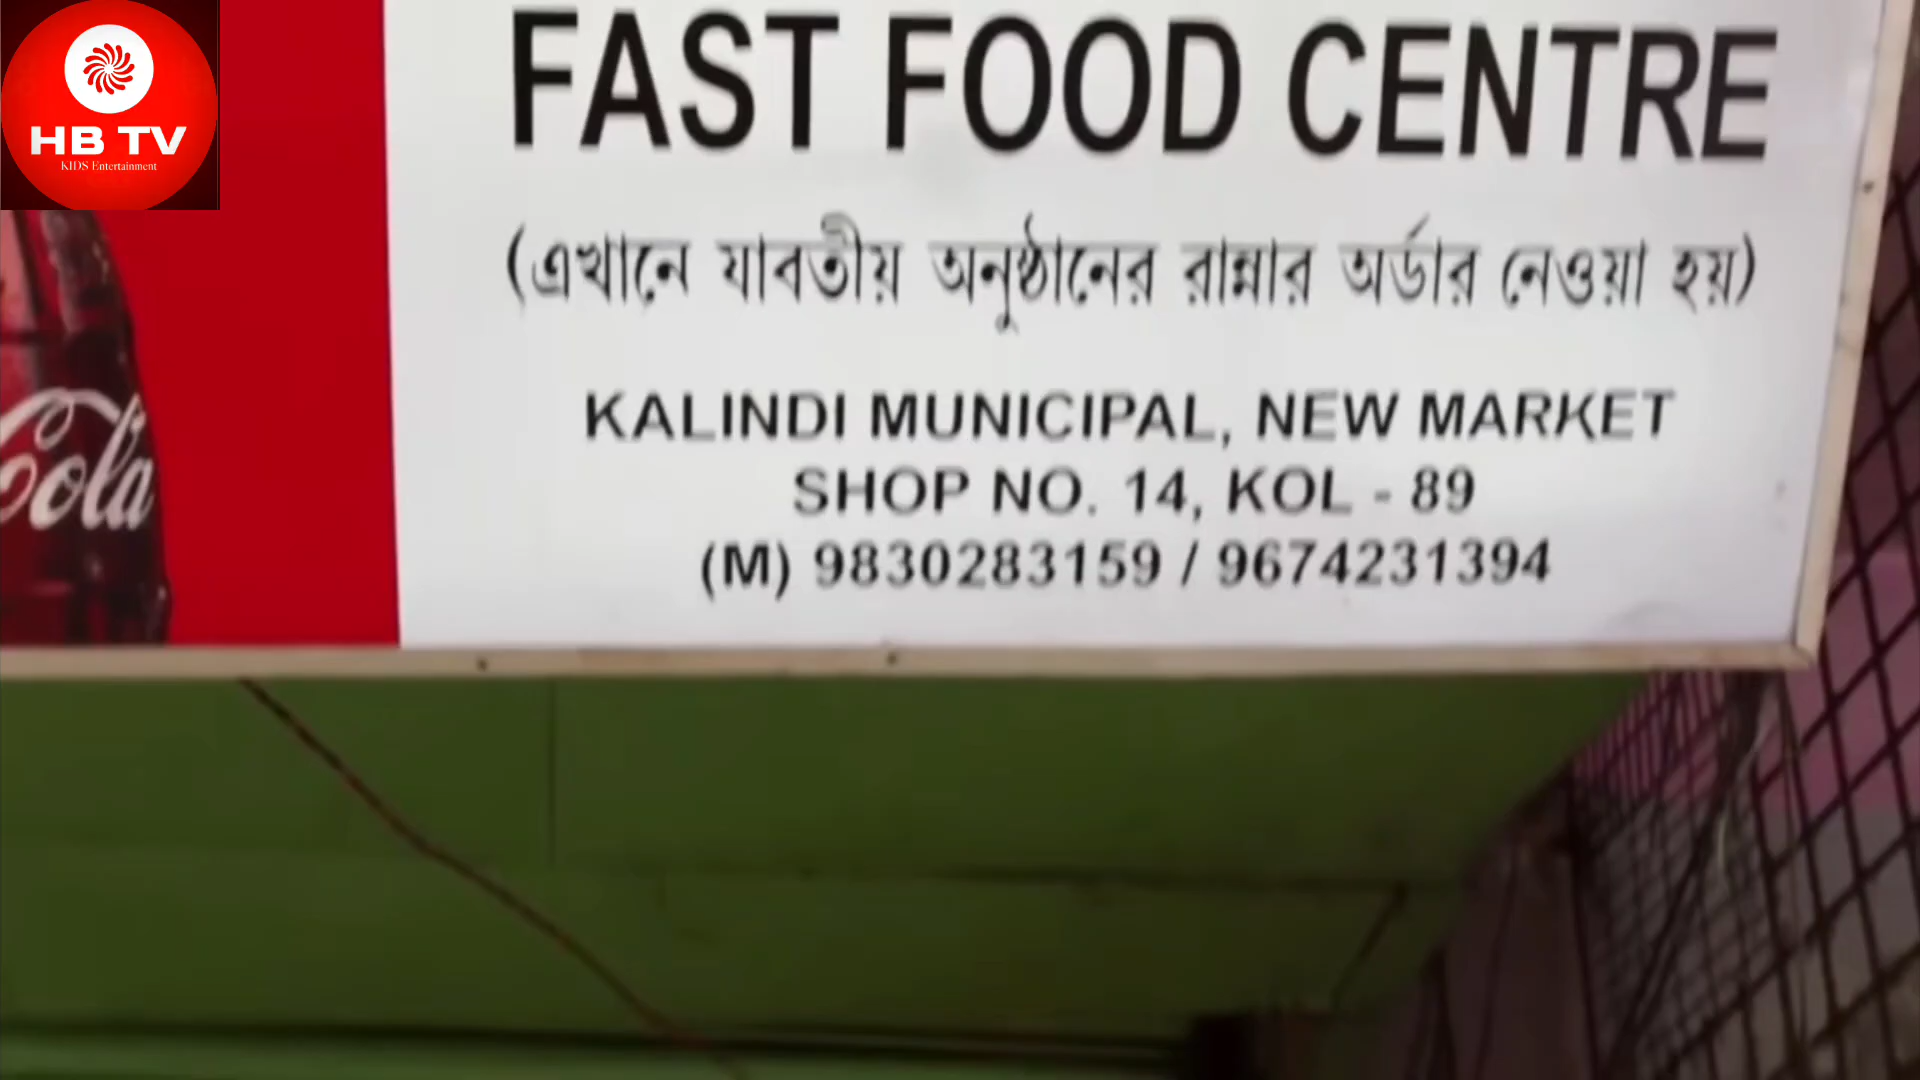 HB TV
KIDS Entertainment
Cola
FAST FOOD CENTRE
(এখানে যাবতীয় অনুষ্ঠানের রান্নার অর্ডার নেওয়া হয়)
KALINDI MUNICIPAL, NEW MARKET
SHOP NO. 14, KOL - 89
(M) 9830283159 / 9674231394